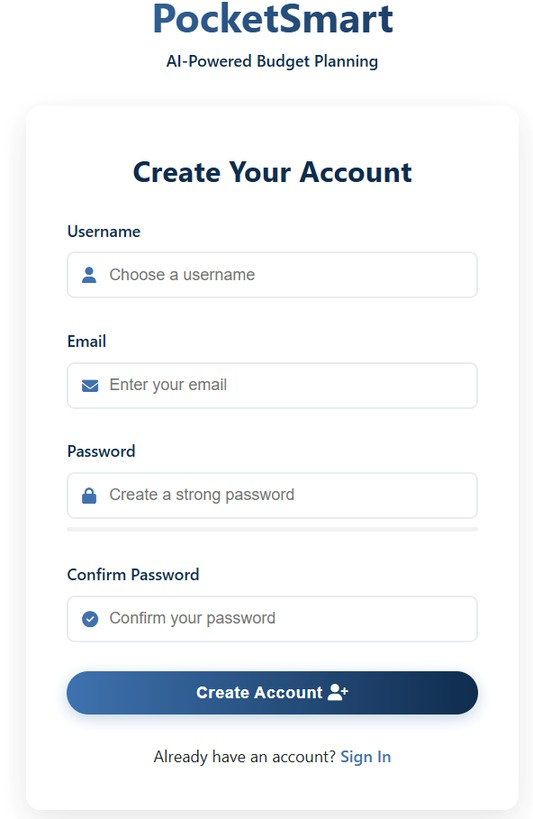 PocketSmart
AI-Powered Budget Planning
Create Your Account
Username
Choose a username
Email
Enter your email
Password
Create a strong password
Confirm Password
Confirm your password
Create Account
Already have an account? Sign In